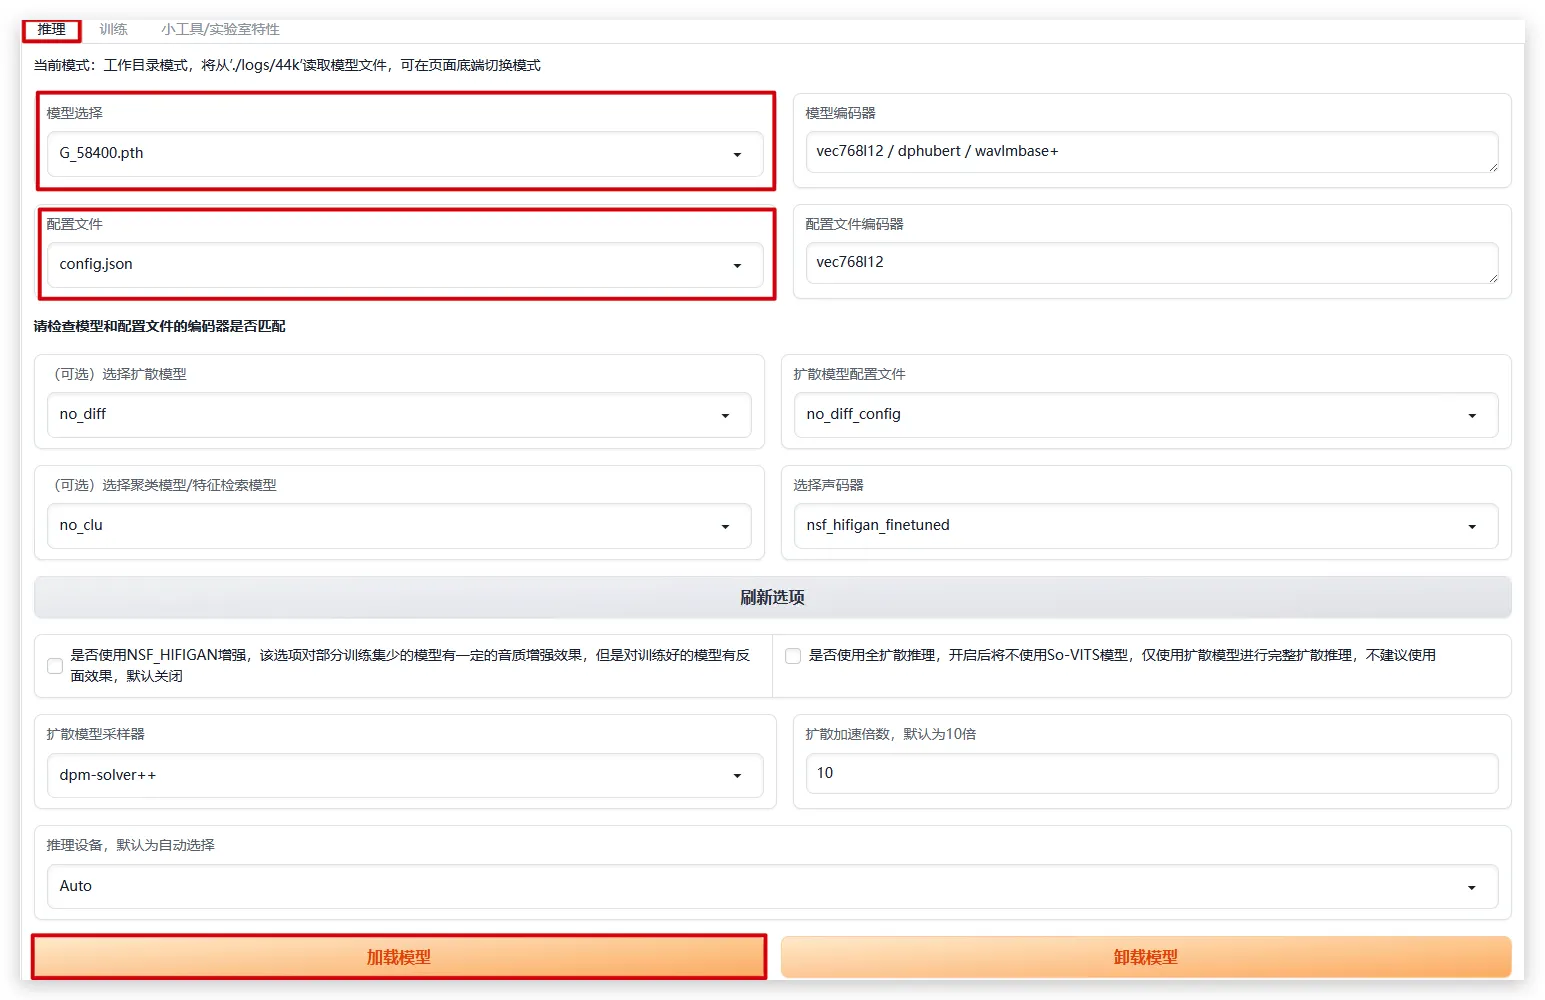 推理 训练 小工具/实验室特性
当前模式：工作目录模式，将从'./logs/44k'读取模型文件，可在页面底端切换模式
模型选择
G_58400.pth
模型编码器
vec768l12 / dphubert / wavlmbase+
配置文件
config.json
配置文件编码器
vec768l12
请检查模型和配置文件的编码器是否匹配
（可选）选择扩散模型
no_diff
扩散模型配置文件
no_diff_config
（可选）选择聚类模型/特征检索模型
no_clu
选择声码器
nsf_hifigan_finetuned
刷新选项
是否使用NSF_HIFIGAN增强，该选项对部分训练集少的模型有一定的音质增强效果，但是对训练好的模型有反
面效果，默认关闭
是否使用全扩散推理，开启后将不使用So-VITS模型，仅使用扩散模型进行完整扩散推理，不建议使用
扩散模型采样器
dpm-solver++
扩散加速倍数，默认为10倍
10
推理设备，默认为自动选择
Auto
加载模型
卸载模型